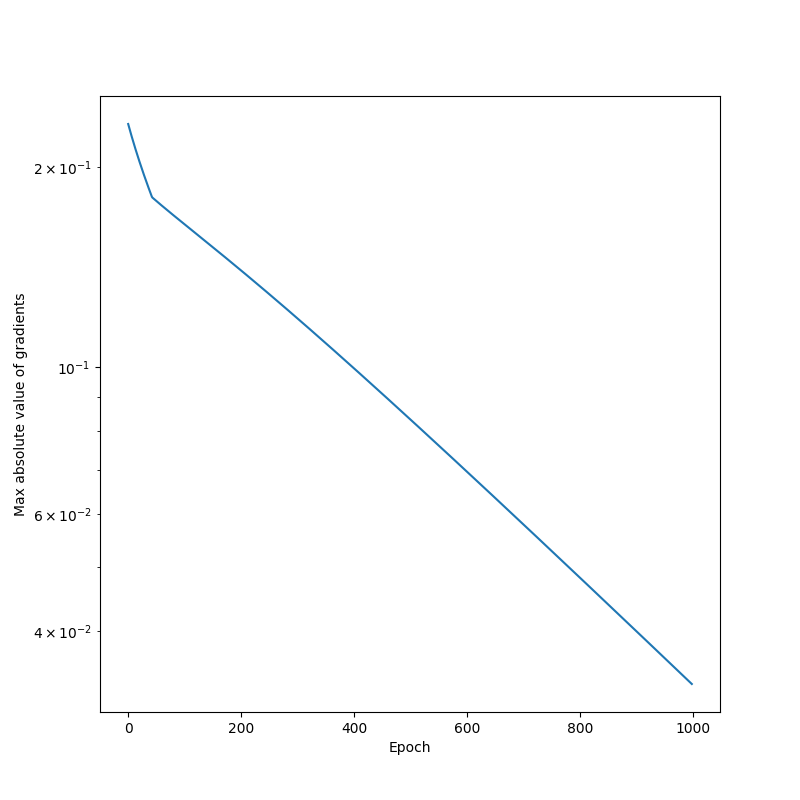 2 × 10⁻¹
10⁻¹
6 × 10⁻²
4 × 10⁻²
Max absolute value of gradients
0 200 400 600 800 1000
Epoch